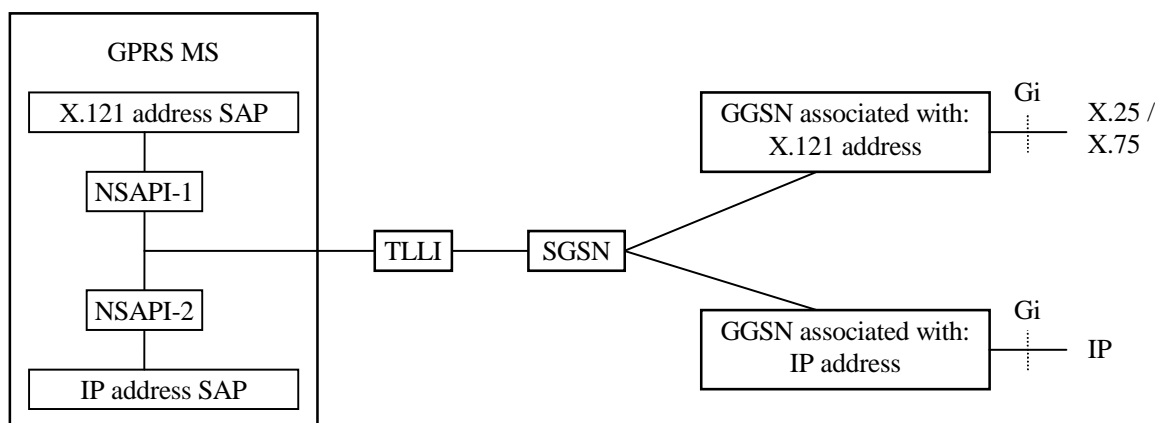 GPRS MS
X.121 address SAP
NSAPI-1
NSAPI-2
IP address SAP
TLLI
SGSN
GGSN associated with:
X.121 address
Gi
X.25 /
X.75
GGSN associated with:
IP address
Gi
IP